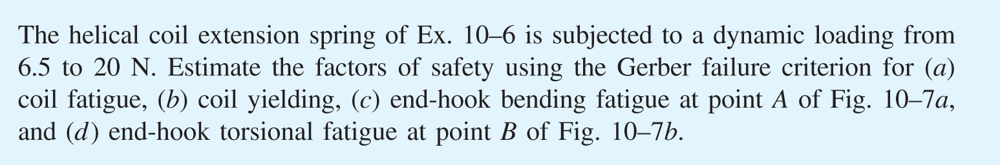 The helical coil extension spring of Ex. 10–6 is subjected to a dynamic loading from
6.5 to 20 N. Estimate the factors of safety using the Gerber failure criterion for (a)
coil fatigue, (b) coil yielding, (c) end-hook bending fatigue at point A of Fig. 10–7a,
and (d) end-hook torsional fatigue at point B of Fig. 10–7b.